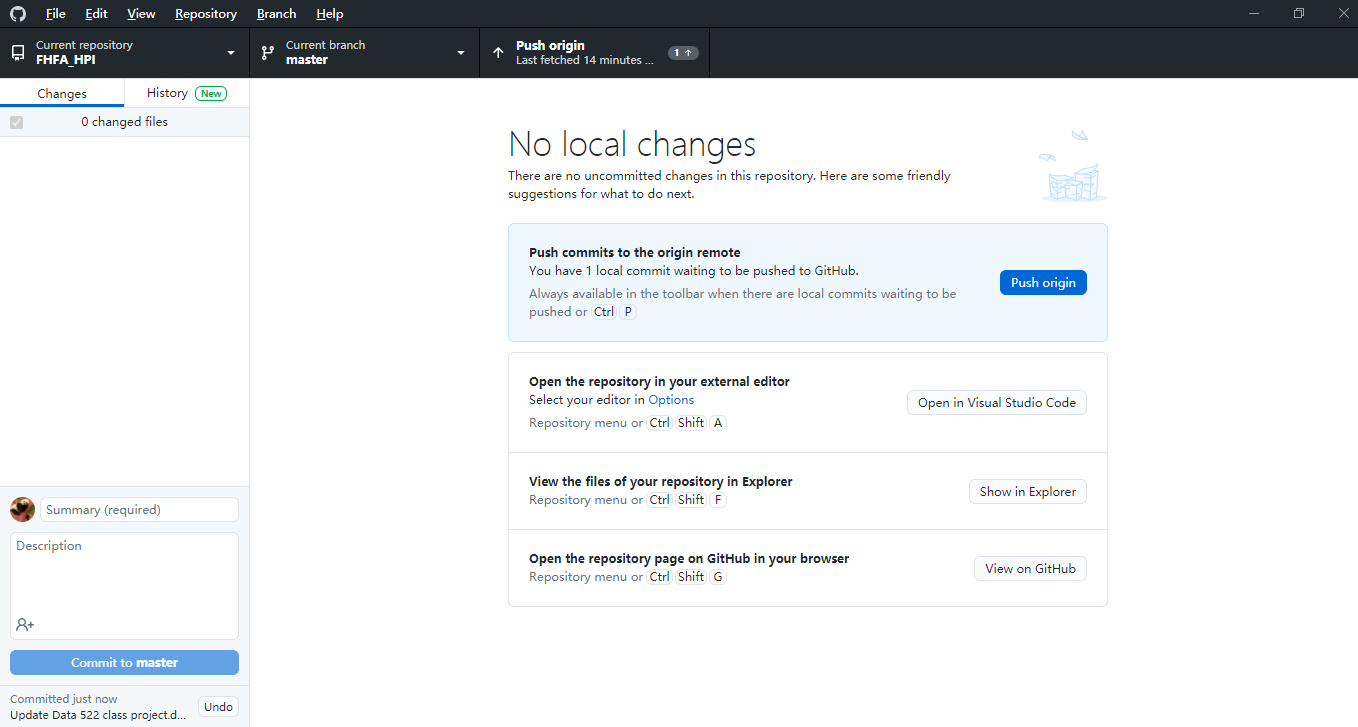 File Edit View Repository Branch Help
Current repository
FHFA_HPI
Current branch
master
Push origin
Last fetched 14 minutes ...
1
Changes
History New
0 changed files
No local changes
There are no uncommitted changes in this repository. Here are some friendly
suggestions for what to do next.
Push commits to the origin remote
You have 1 local commit waiting to be pushed to GitHub.
Always available in the toolbar when there are local commits waiting to be
pushed or Ctrl P
Push origin
Open the repository in your external editor
Select your editor in Options
Repository menu or Ctrl Shift A
Open in Visual Studio Code
View the files of your repository in Explorer
Repository menu or Ctrl Shift F
Show in Explorer
Open the repository page on GitHub in your browser
Repository menu or Ctrl Shift G
View on GitHub
Summary (required)
Description
Commit to master
Committed just now
Update Data 522 class project.d...
Undo